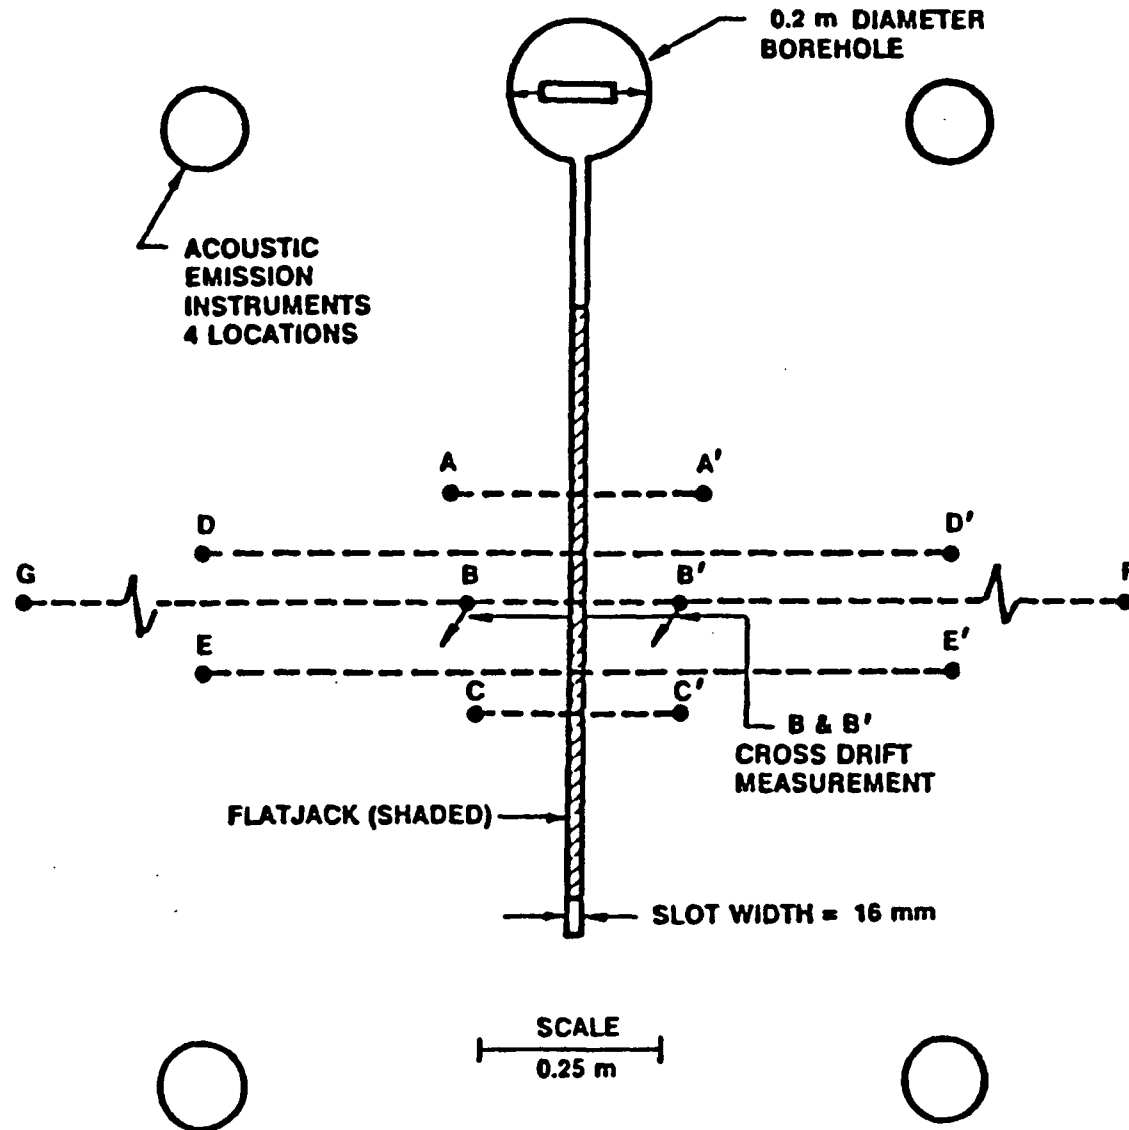 0.2 m DIAMETER
BOREHOLE
ACOUSTIC
EMISSION
INSTRUMENTS
4 LOCATIONS
A A′
D D′
G B B′
E E′
C C′
B & B′
CROSS DRIFT
MEASUREMENT
FLATJACK (SHADED)
SLOT WIDTH = 16 mm
SCALE
0.25 m